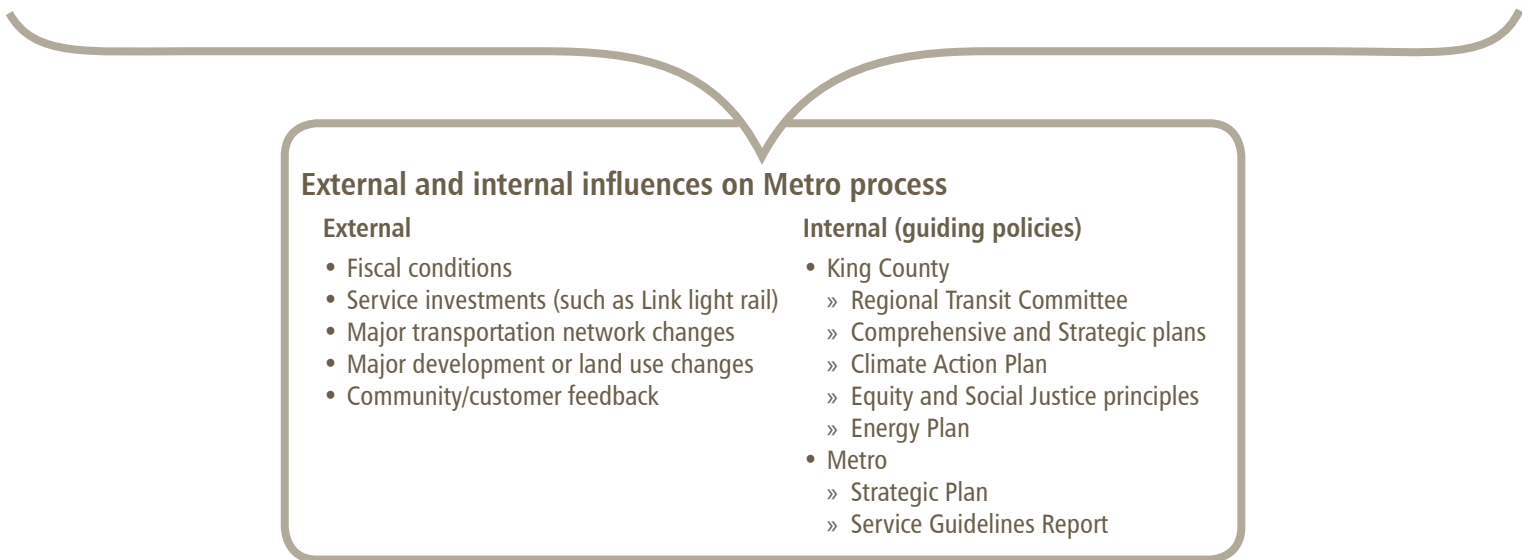 External and internal influences on Metro process
External
• Fiscal conditions
• Service investments (such as Link light rail)
• Major transportation network changes
• Major development or land use changes
• Community/customer feedback
Internal (guiding policies)
• King County
» Regional Transit Committee
» Comprehensive and Strategic plans
» Climate Action Plan
» Equity and Social Justice principles
» Energy Plan
• Metro
» Strategic Plan
» Service Guidelines Report